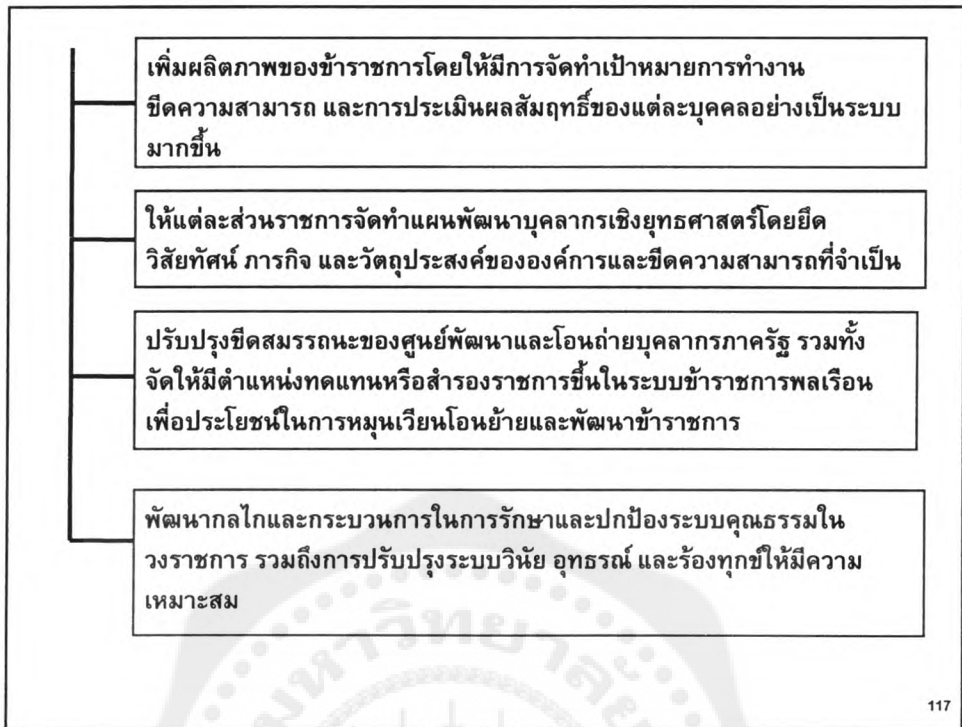 เพิ่มผลิตภาพของข้าราชการโดยให้มีการจัดทำเป้าหมายการทำงาน
ขีดความสามารถ และการประเมินผลสัมฤทธิ์ของแต่ละบุคคลอย่างเป็นระบบ
มากขึ้น
ให้แต่ละส่วนราชการจัดทำแผนพัฒนาบุคลากรเชิงยุทธศาสตร์โดยยึด
วิสัยทัศน์ ภารกิจ และวัตถุประสงค์ขององค์การและขีดความสามารถที่จำเป็น
ปรับปรุงขีดสมรรถนะของศูนย์พัฒนาและโอนถ่ายบุคลากรภาครัฐ รวมทั้ง
จัดให้มีตำแหน่งทดแทนหรือสำรองราชการขึ้นในระบบข้าราชการพลเรือน
เพื่อประโยชน์ในการหมุนเวียนโอนย้ายและพัฒนาข้าราชการ
พัฒนากลไกและกระบวนการในการรักษาและปกป้องระบบคุณธรรมใน
วงราชการ รวมถึงการปรับปรุงระบบวินัย อุทธรณ์ และร้องทุกข์ให้มีความ
เหมาะสม
มหาวิทยาลัย
117